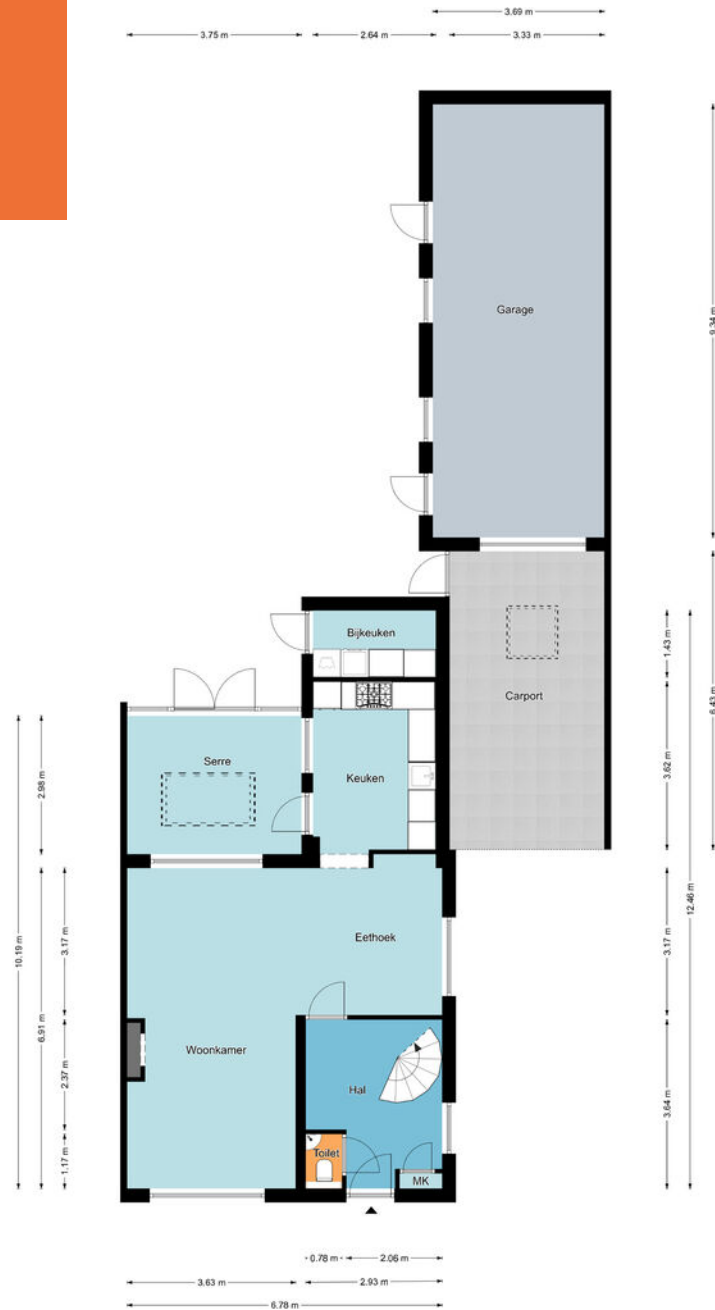 3.69 m
3.75 m
2.64 m
3.33 m
Garage
9.34 m
Bijkeuken
1.43 m
Carport
6.43 m
Serre
Keuken
2.98 m
3.62 m
12.46 m
Eethoek
3.17 m
3.17 m
10.19 m
6.91 m
Woonkamer
2.37 m
Hal
3.64 m
Toilet
1.17 m
MK
0.78 m
2.06 m
3.63 m
2.93 m
6.78 m